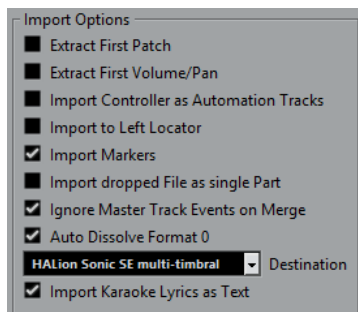 Import Options
Extract First Patch
Extract First Volume/Pan
Import Controller as Automation Tracks
Import to Left Locator
Import Markers
Import dropped File as single Part
Ignore Master Track Events on Merge
Auto Dissolve Format 0
HALion Sonic SE multi-timbral Destination
Import Karaoke Lyrics as Text